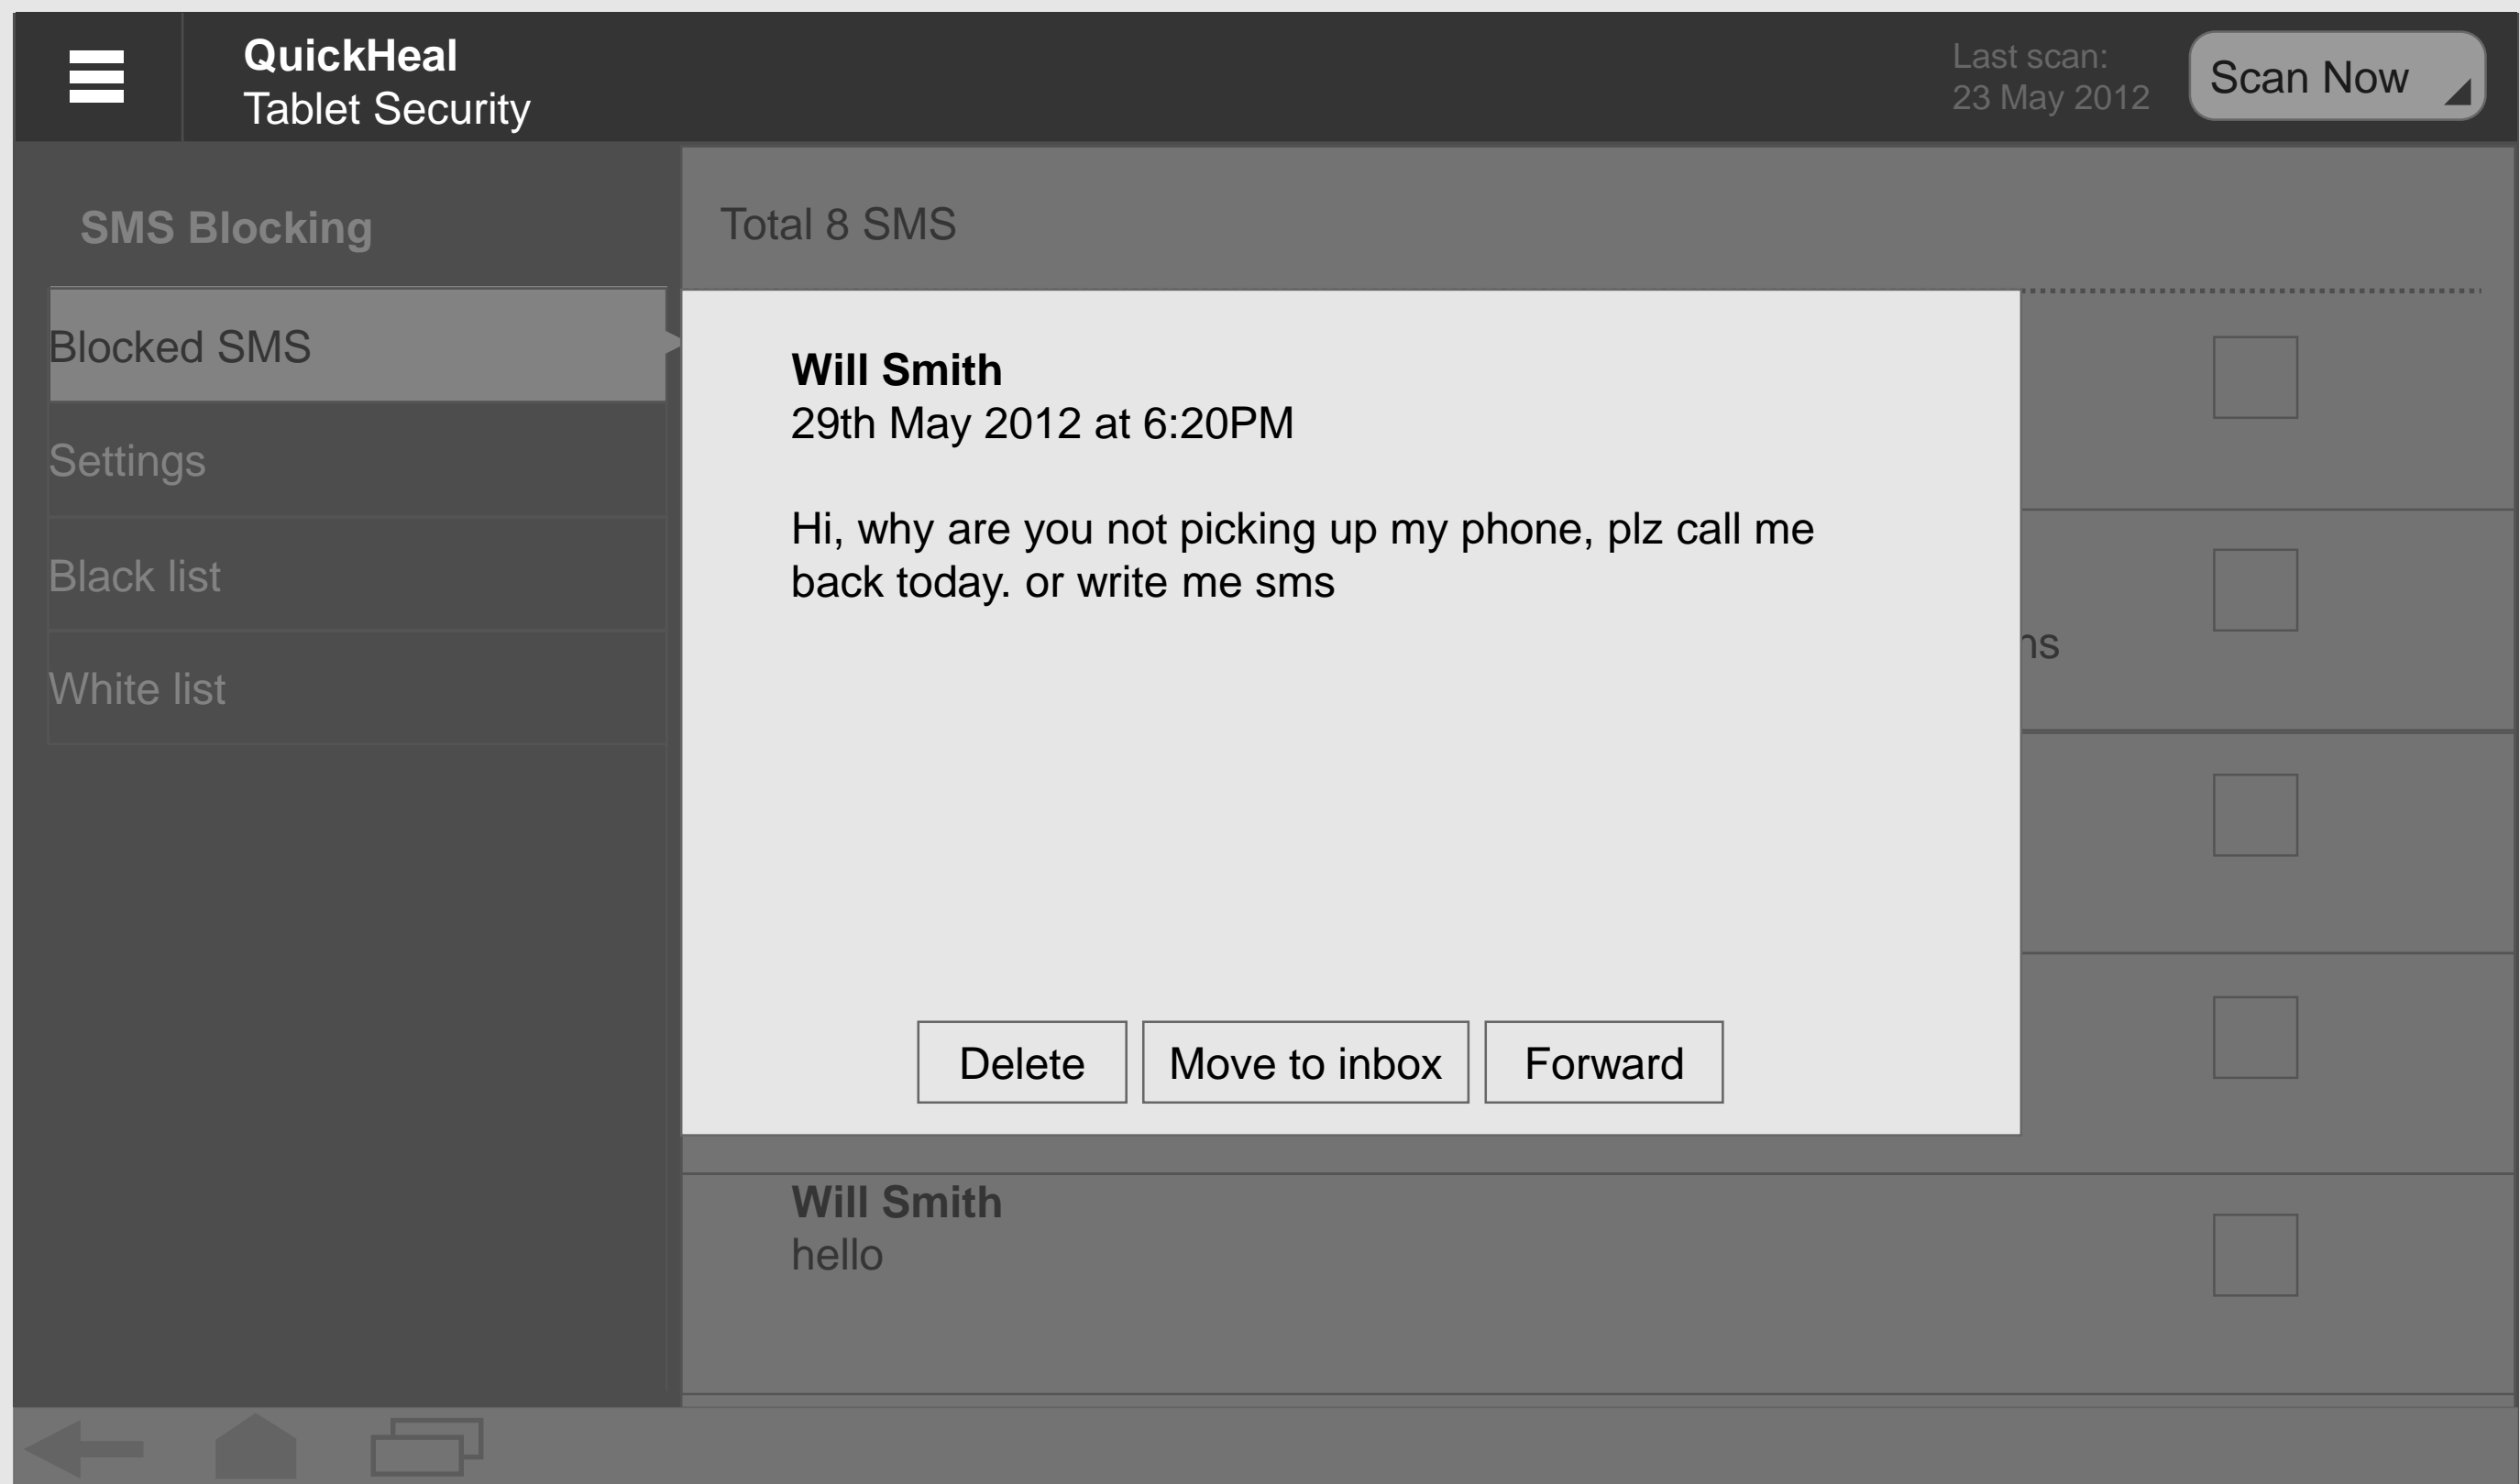 QuickHeal
Tablet Security
Last scan:
23 May 2012
Scan Now
SMS Blocking
Blocked SMS
Settings
Black list
White list
Total 8 SMS
Will Smith
29th May 2012 at 6:20PM
Hi, why are you not picking up my phone, plz call me
back today. or write me sms
Delete
Move to inbox
Forward
Will Smith
hello